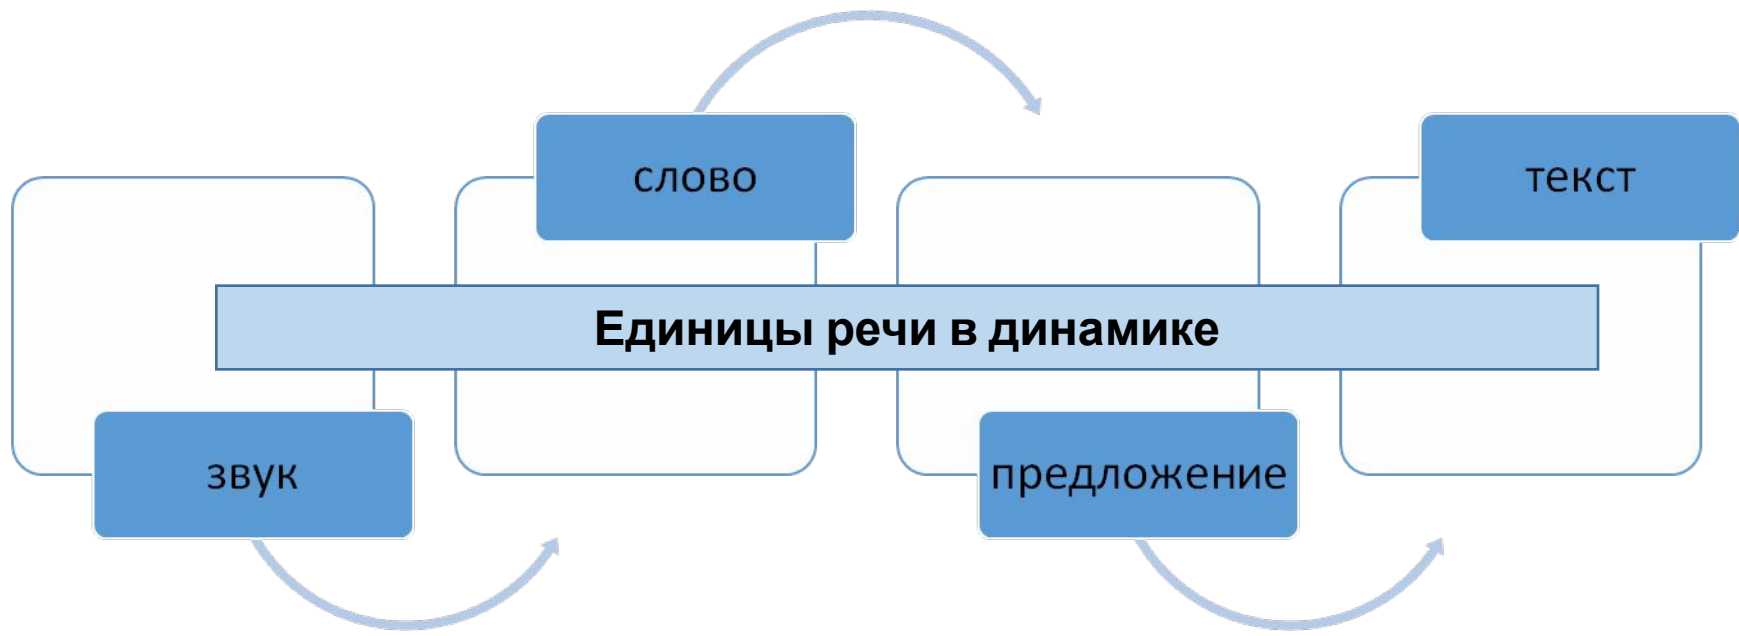 слово
текст
Единицы речи в динамике
звук
предложение